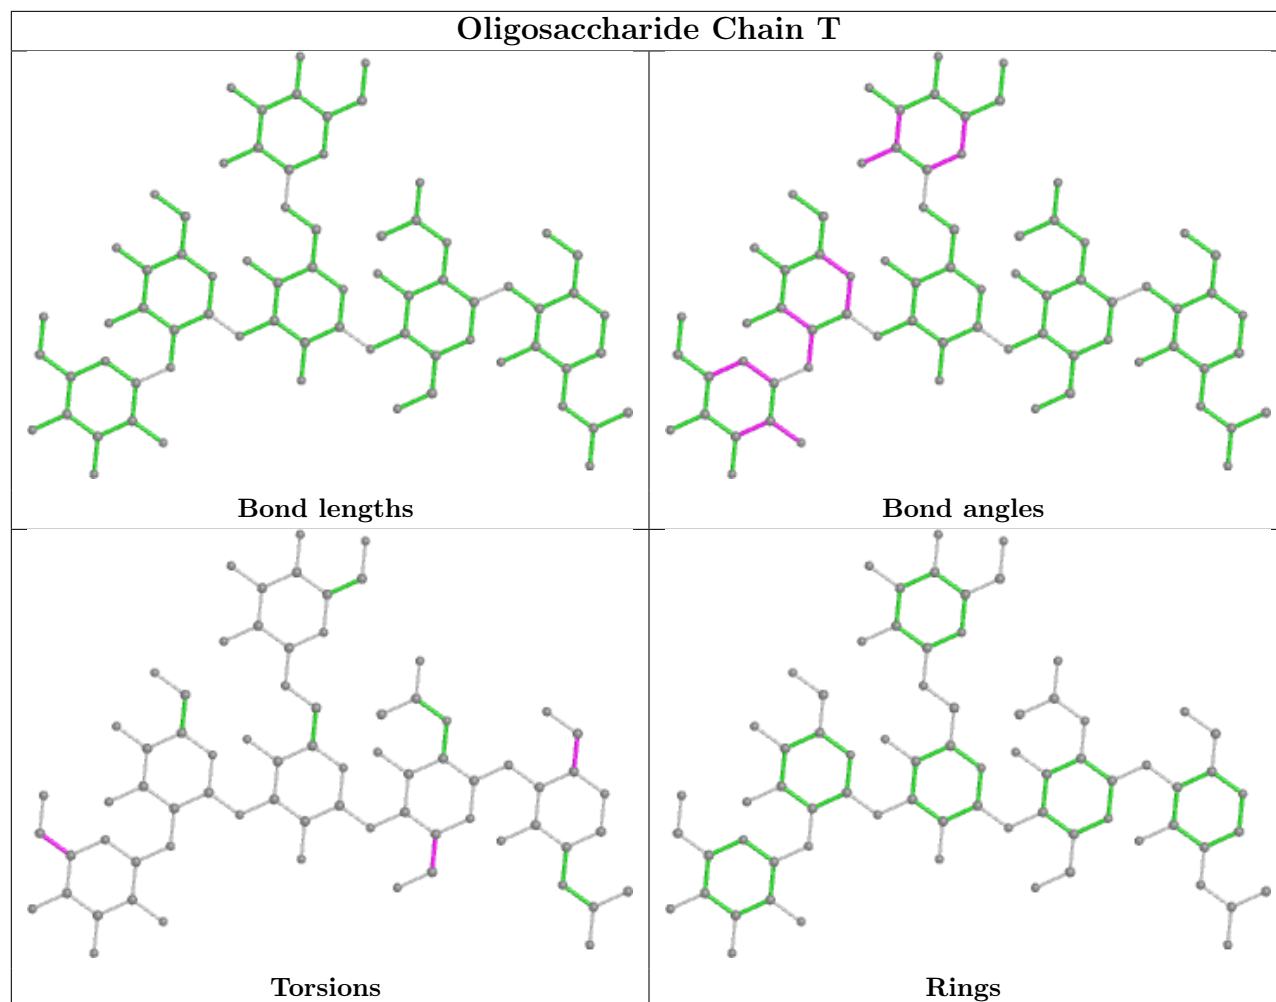 Oligosaccharide Chain T
Bond lengths
Bond angles
Torsions
Rings